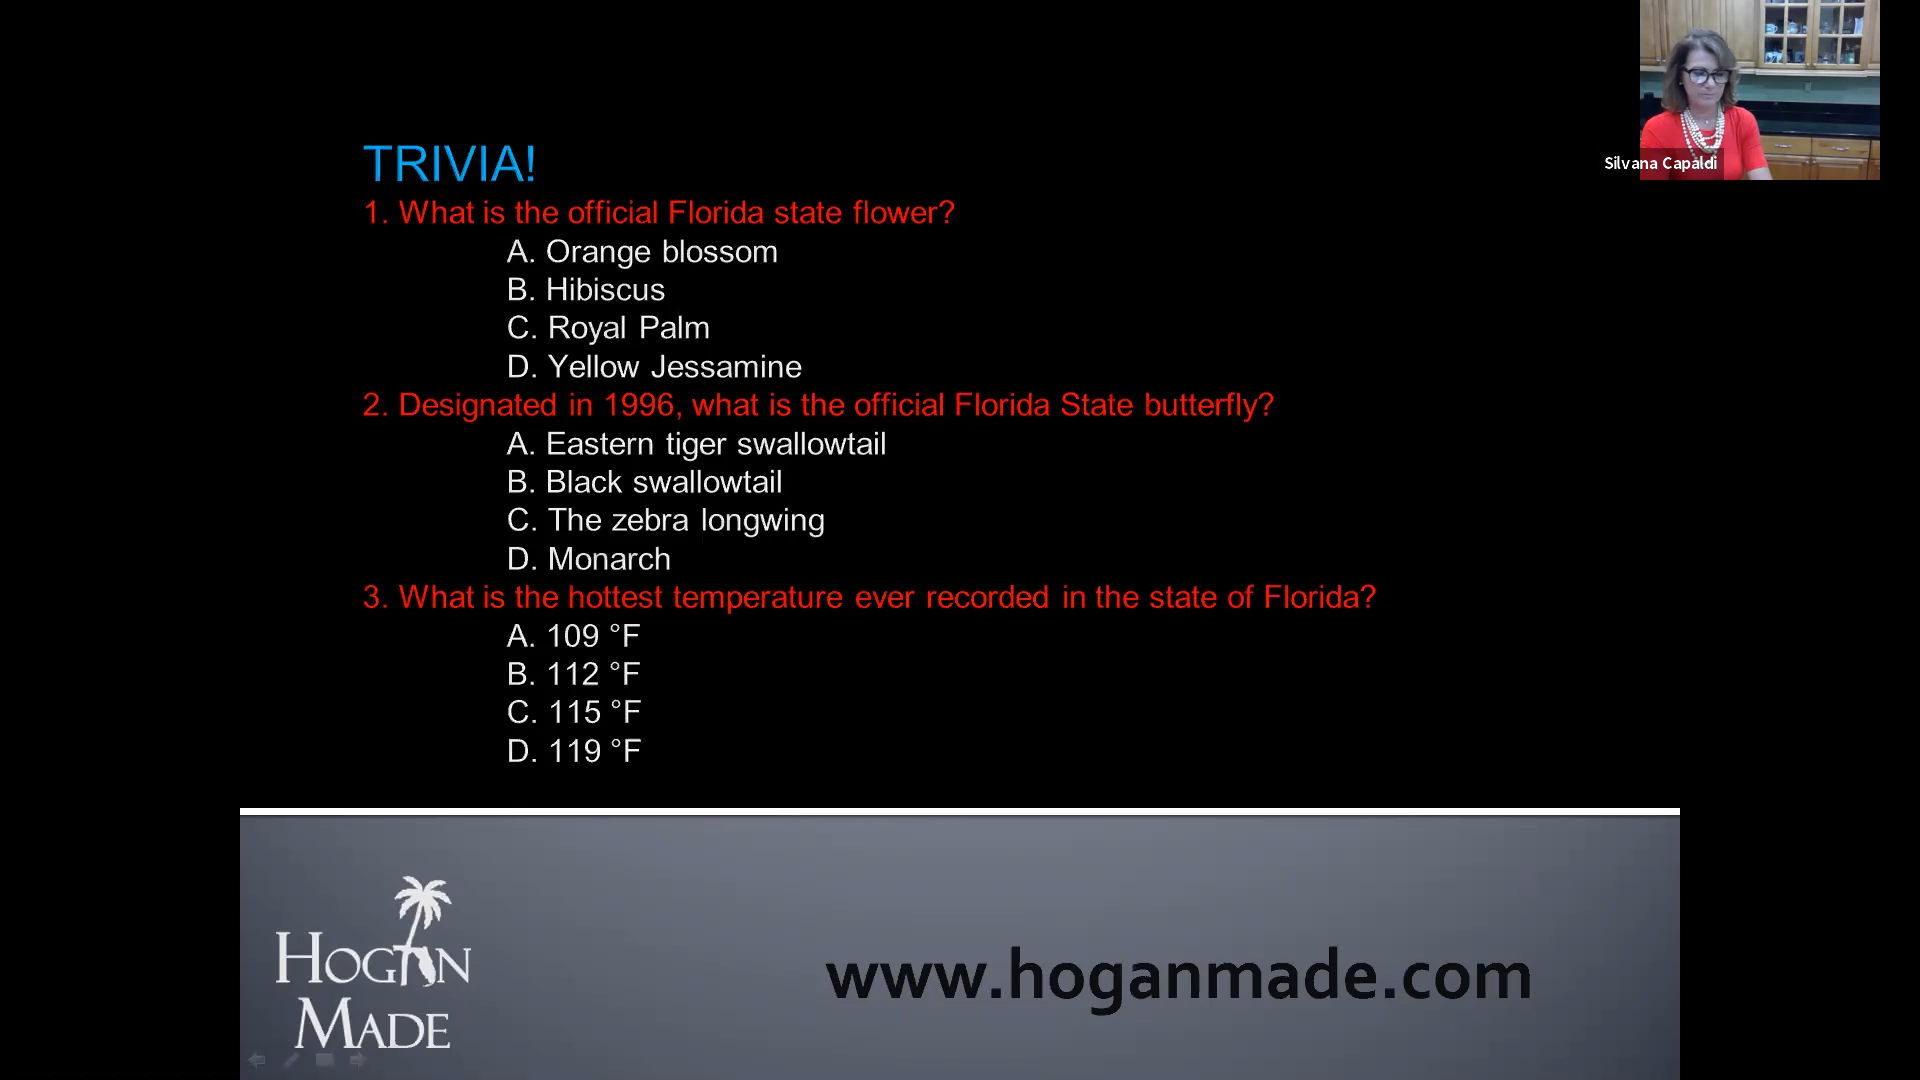 Silvana Capaldi
TRIVIA!
1. What is the official Florida state flower?
A. Orange blossom
B. Hibiscus
C. Royal Palm
D. Yellow Jessamine
2. Designated in 1996, what is the official Florida State butterfly?
A. Eastern tiger swallowtail
B. Black swallowtail
C. The zebra longwing
D. Monarch
3. What is the hottest temperature ever recorded in the state of Florida?
A. 109 °F
B. 112 °F
C. 115 °F
D. 119 °F
HOGAN
MADE
www.hoganmade.com